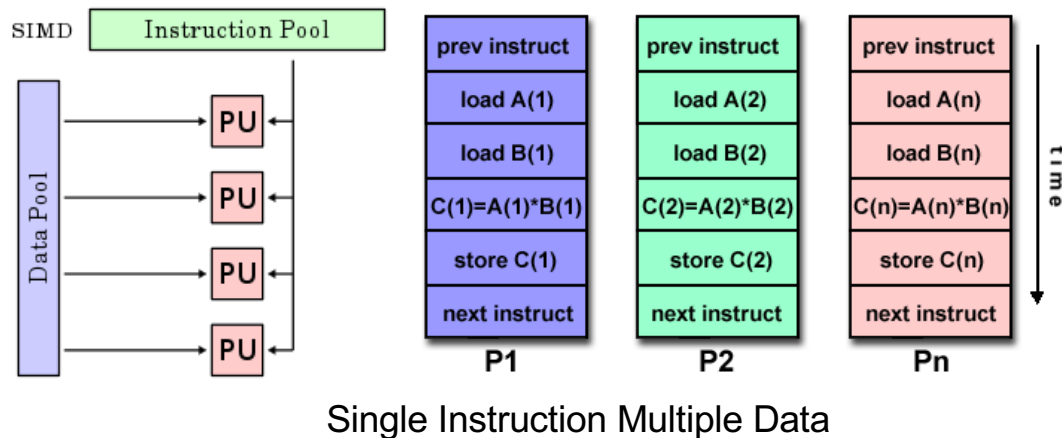 SIMD
Instruction Pool
Data Pool
PU
PU
PU
PU
prev instruct
load A(1)
load B(1)
C(1)=A(1)*B(1)
store C(1)
next instruct
P1
prev instruct
load A(2)
load B(2)
C(2)=A(2)*B(2)
store C(2)
next instruct
P2
prev instruct
load A(n)
load B(n)
C(n)=A(n)*B(n)
store C(n)
next instruct
Pn
time
Single Instruction Multiple Data